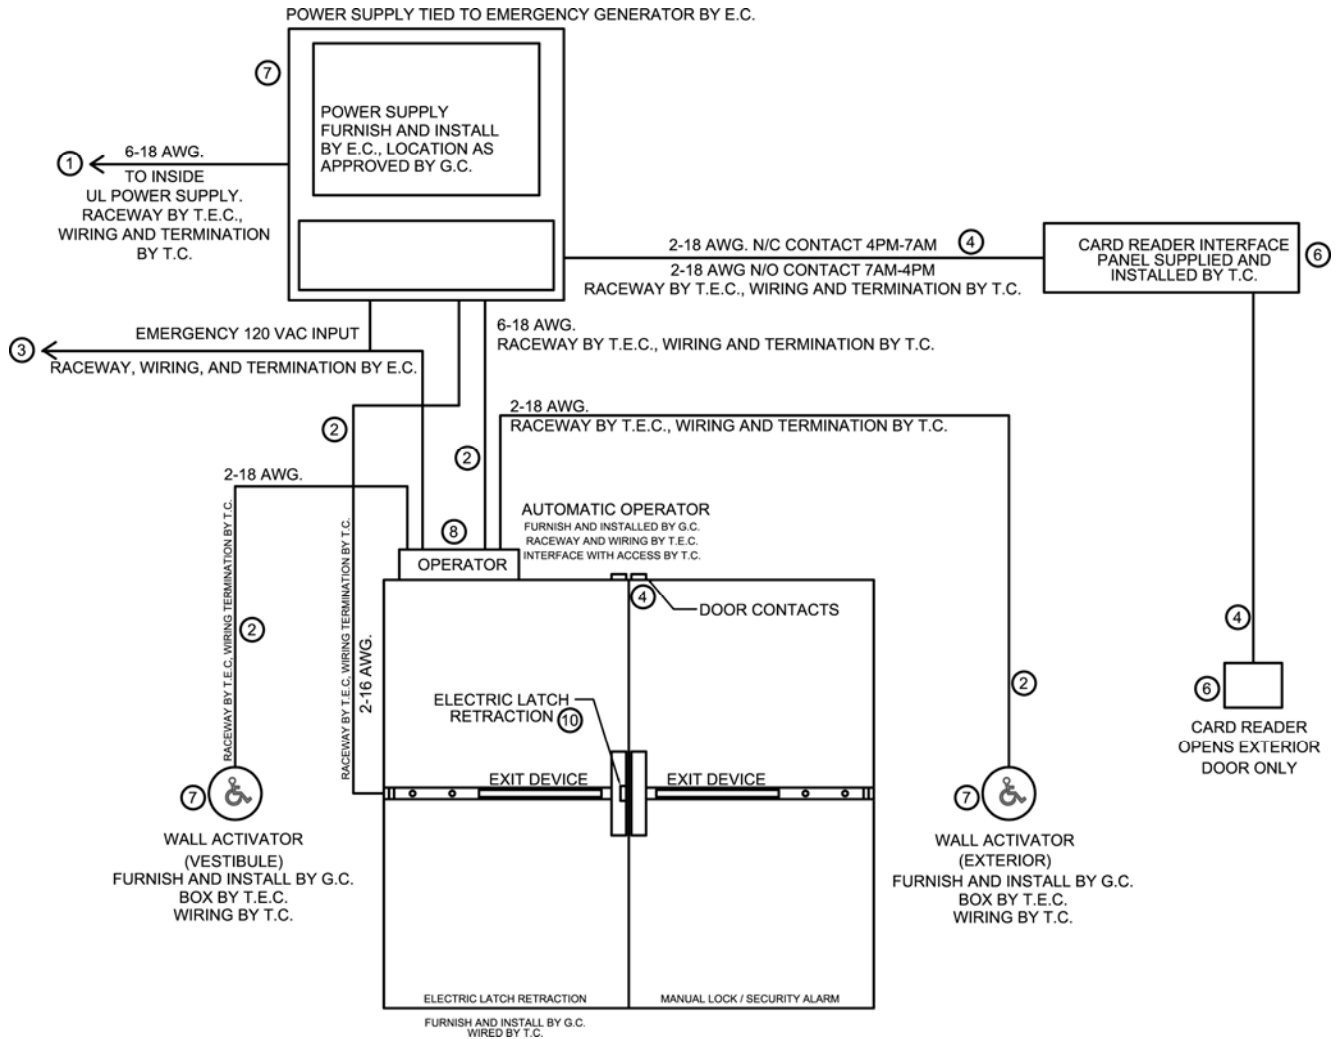 POWER SUPPLY TIED TO EMERGENCY GENERATOR BY E.C.
7
POWER SUPPLY
FURNISH AND INSTALL
BY E.C., LOCATION AS
APPROVED BY G.C.
1
6-18 AWG.
TO INSIDE
UL POWER SUPPLY.
RACEWAY BY T.E.C.,
WIRING AND TERMINATION
BY T.C.
2-18 AWG. N/C CONTACT 4PM-7AM
4
2-18 AWG N/O CONTACT 7AM-4PM
RACEWAY BY T.E.C., WIRING AND TERMINATION BY T.C.
CARD READER INTERFACE
PANEL SUPPLIED AND
INSTALLED BY T.C.
6
EMERGENCY 120 VAC INPUT
3
RACEWAY, WIRING, AND TERMINATION BY E.C.
6-18 AWG.
RACEWAY BY T.E.C., WIRING AND TERMINATION BY T.C.
2-18 AWG.
RACEWAY BY T.E.C., WIRING AND TERMINATION BY T.C.
2
2
2-18 AWG.
RACEWAY BY T.E.C, WIRING TERMINATION BY T.C.
2
RACEWAY BY T.E.C, WIRING TERMINATION BY T.C.
2-16 AWG.
8
OPERATOR
AUTOMATIC OPERATOR
FURNISH AND INSTALLED BY G.C.
RACEWAY AND WIRING BY T.E.C.
INTERFACE WITH ACCESS BY T.C.
4
DOOR CONTACTS
ELECTRIC LATCH
RETRACTION
10
2
4
6
CARD READER
OPENS EXTERIOR
DOOR ONLY
EXIT DEVICE
EXIT DEVICE
7
WALL ACTIVATOR
(VESTIBULE)
FURNISH AND INSTALL BY G.C.
BOX BY T.E.C.
WIRING BY T.C.
7
WALL ACTIVATOR
(EXTERIOR)
FURNISH AND INSTALL BY G.C.
BOX BY T.E.C.
WIRING BY T.C.
ELECTRIC LATCH RETRACTION
MANUAL LOCK / SECURITY ALARM
FURNISH AND INSTALL BY G.C.
WIRED BY T.C.